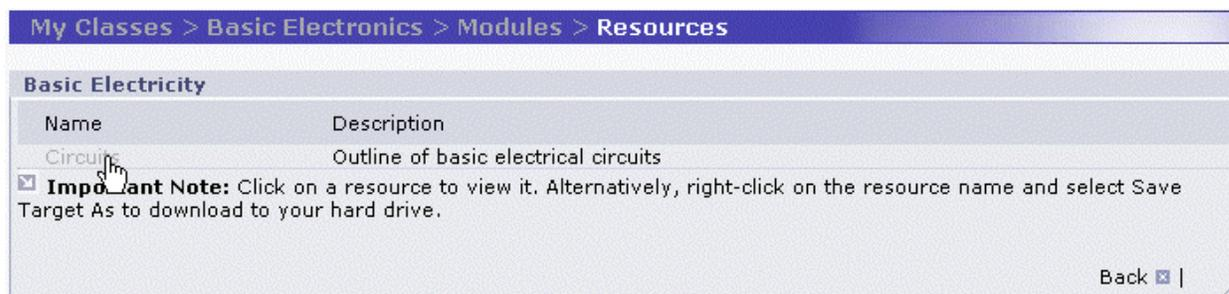 My Classes > Basic Electronics > Modules > Resources
Basic Electricity
Name Description
Circuits Outline of basic electrical circuits
Important Note: Click on a resource to view it. Alternatively, right-click on the resource name and select Save
Target As to download to your hard drive.
Back |